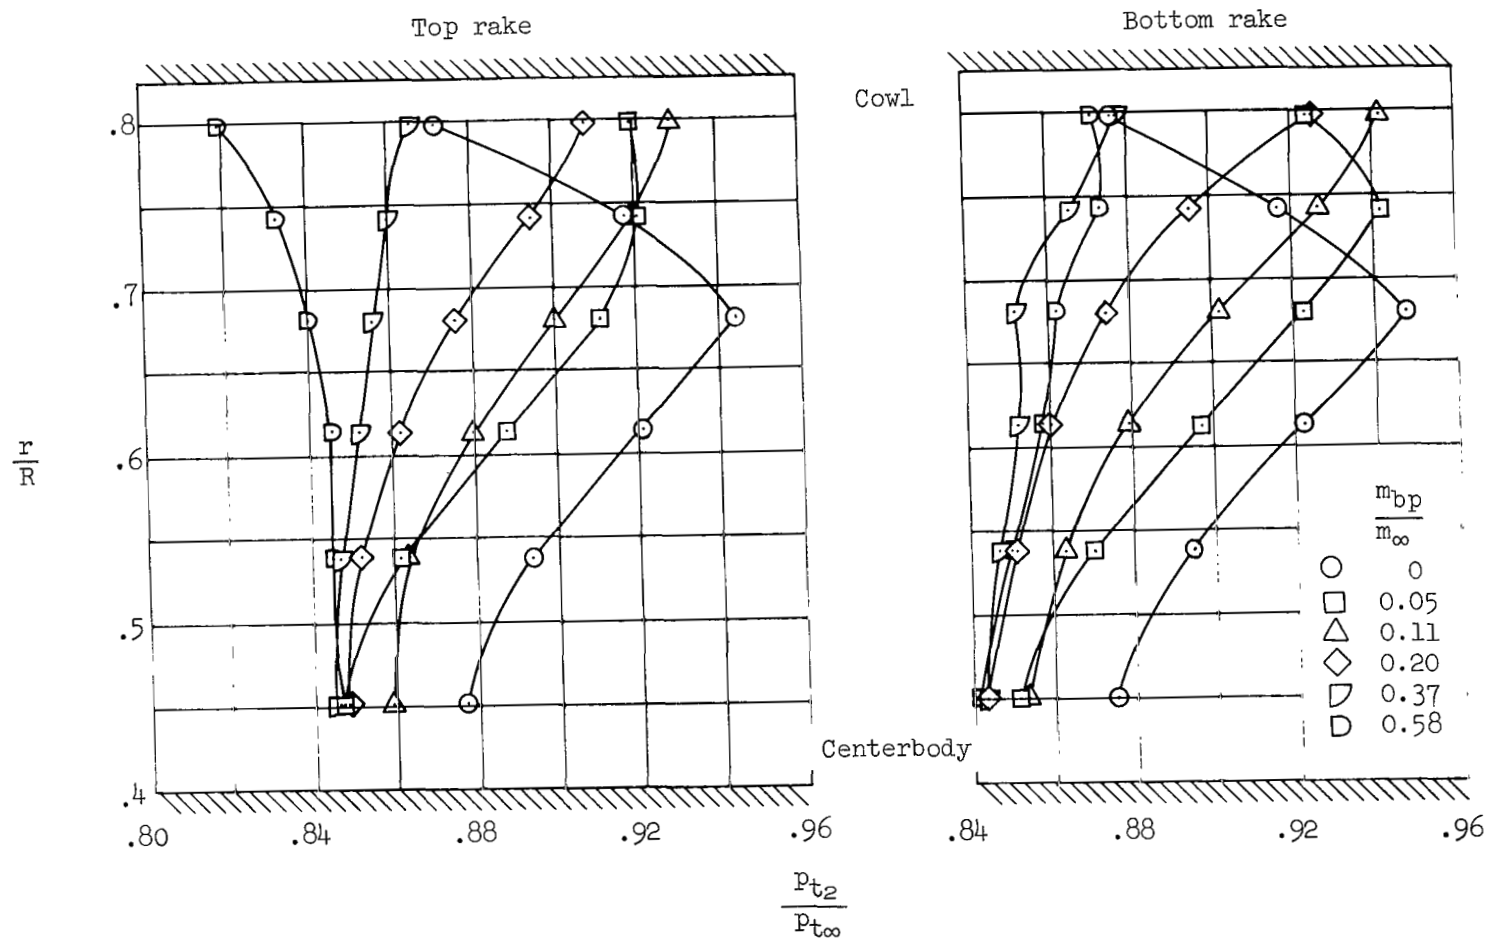 Top rake
Bottom rake
Cowl
.8
.7
.6
.5
.4
r
R
m_bp
m_∞
0
0.05
0.11
0.20
0.37
0.58
Centerbody
.80 .84 .88 .92 .96
.84 .88 .92 .96
p_t2
p_t∞